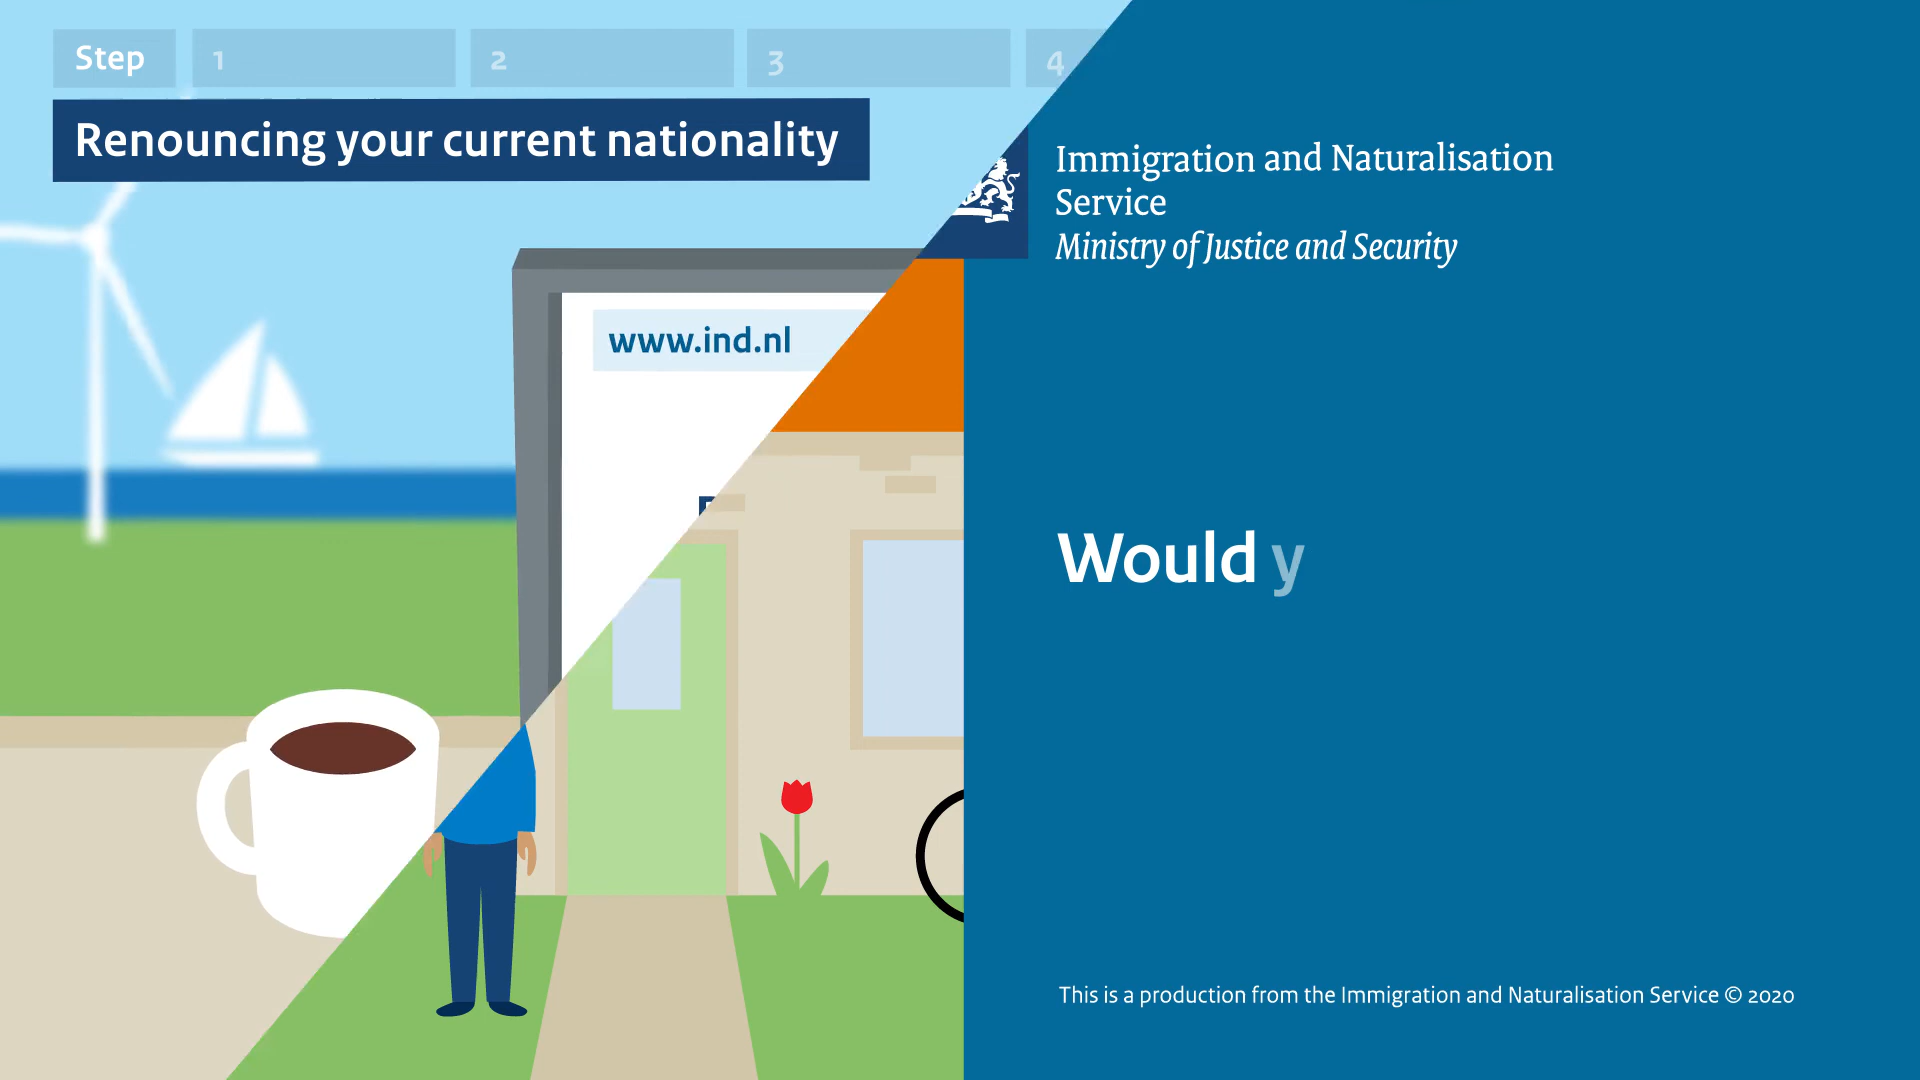 Step 1 2 3 4
Renouncing your current nationality
Immigration and Naturalisation
Service
Ministry of Justice and Security
www.ind.nl
Would y
This is a production from the Immigration and Naturalisation Service © 2020